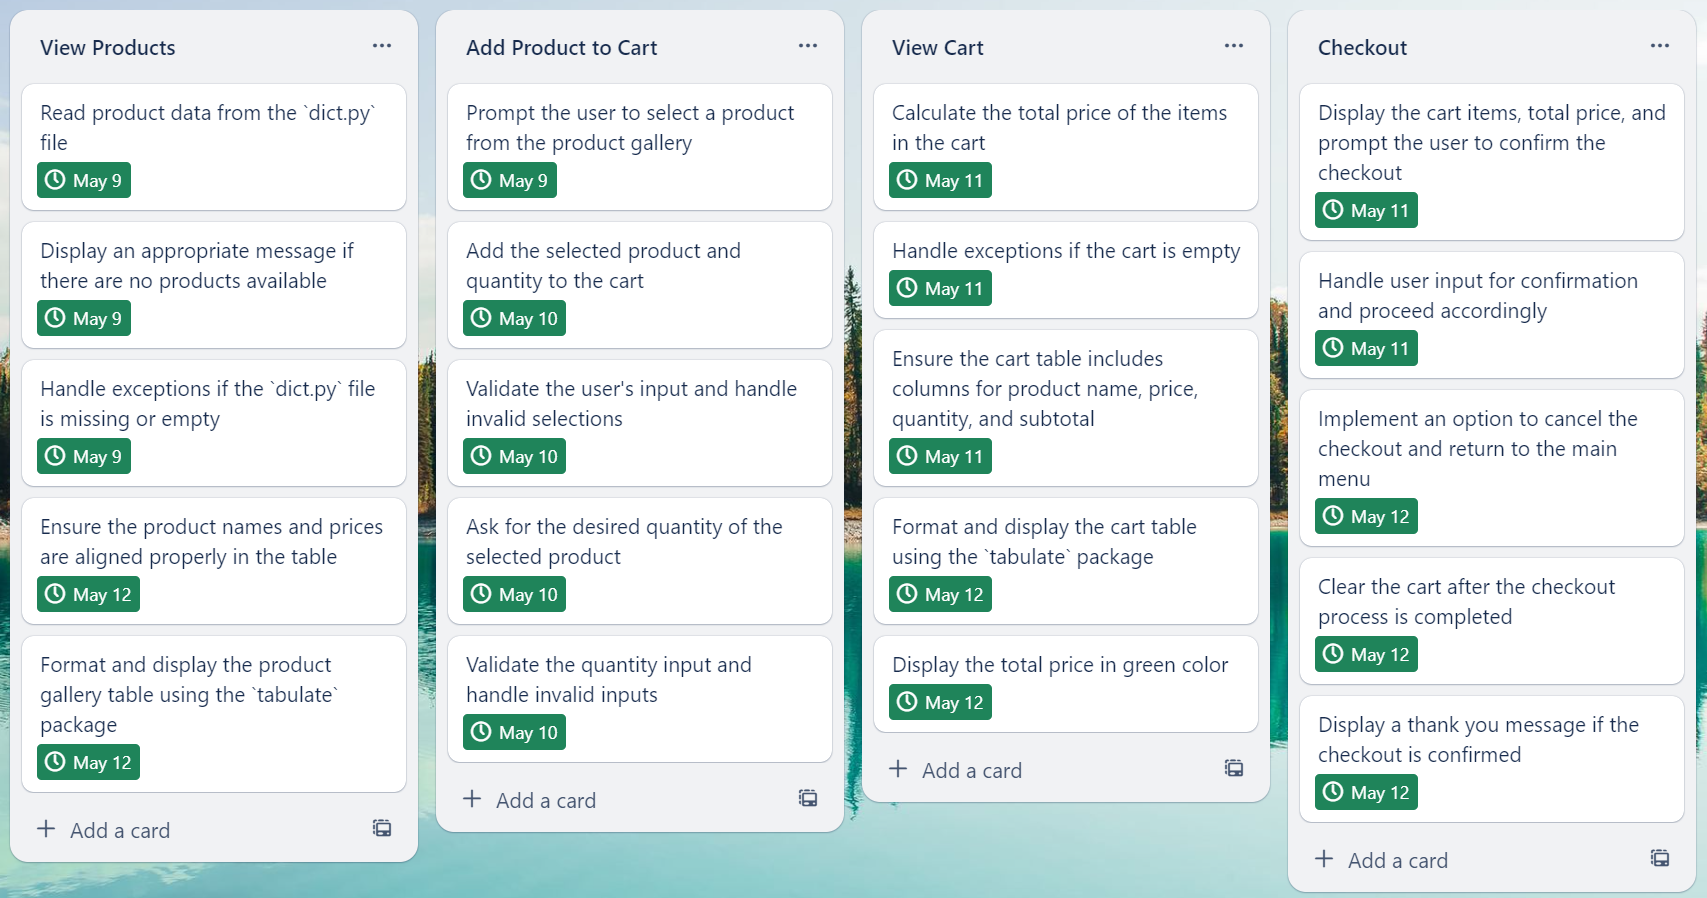 View Products
Read product data from the `dict.py`
file
May 9
Display an appropriate message if
there are no products available
May 9
Handle exceptions if the `dict.py` file
is missing or empty
May 9
Ensure the product names and prices
are aligned properly in the table
May 12
Format and display the product
gallery table using the `tabulate`
package
May 12
Add a card
Add Product to Cart
Prompt the user to select a product
from the product gallery
May 9
Add the selected product and
quantity to the cart
May 10
Validate the user's input and handle
invalid selections
May 10
Ask for the desired quantity of the
selected product
May 10
Validate the quantity input and
handle invalid inputs
May 10
Add a card
View Cart
Calculate the total price of the items
in the cart
May 11
Handle exceptions if the cart is empty
May 11
Ensure the cart table includes
columns for product name, price,
quantity, and subtotal
May 11
Format and display the cart table
using the `tabulate` package
May 12
Display the total price in green color
May 12
Add a card
Checkout
Display the cart items, total price, and
prompt the user to confirm the
checkout
May 11
Handle user input for confirmation
and proceed accordingly
May 11
Implement an option to cancel the
checkout and return to the main
menu
May 12
Clear the cart after the checkout
process is completed
May 12
Display a thank you message if the
checkout is confirmed
May 12
Add a card